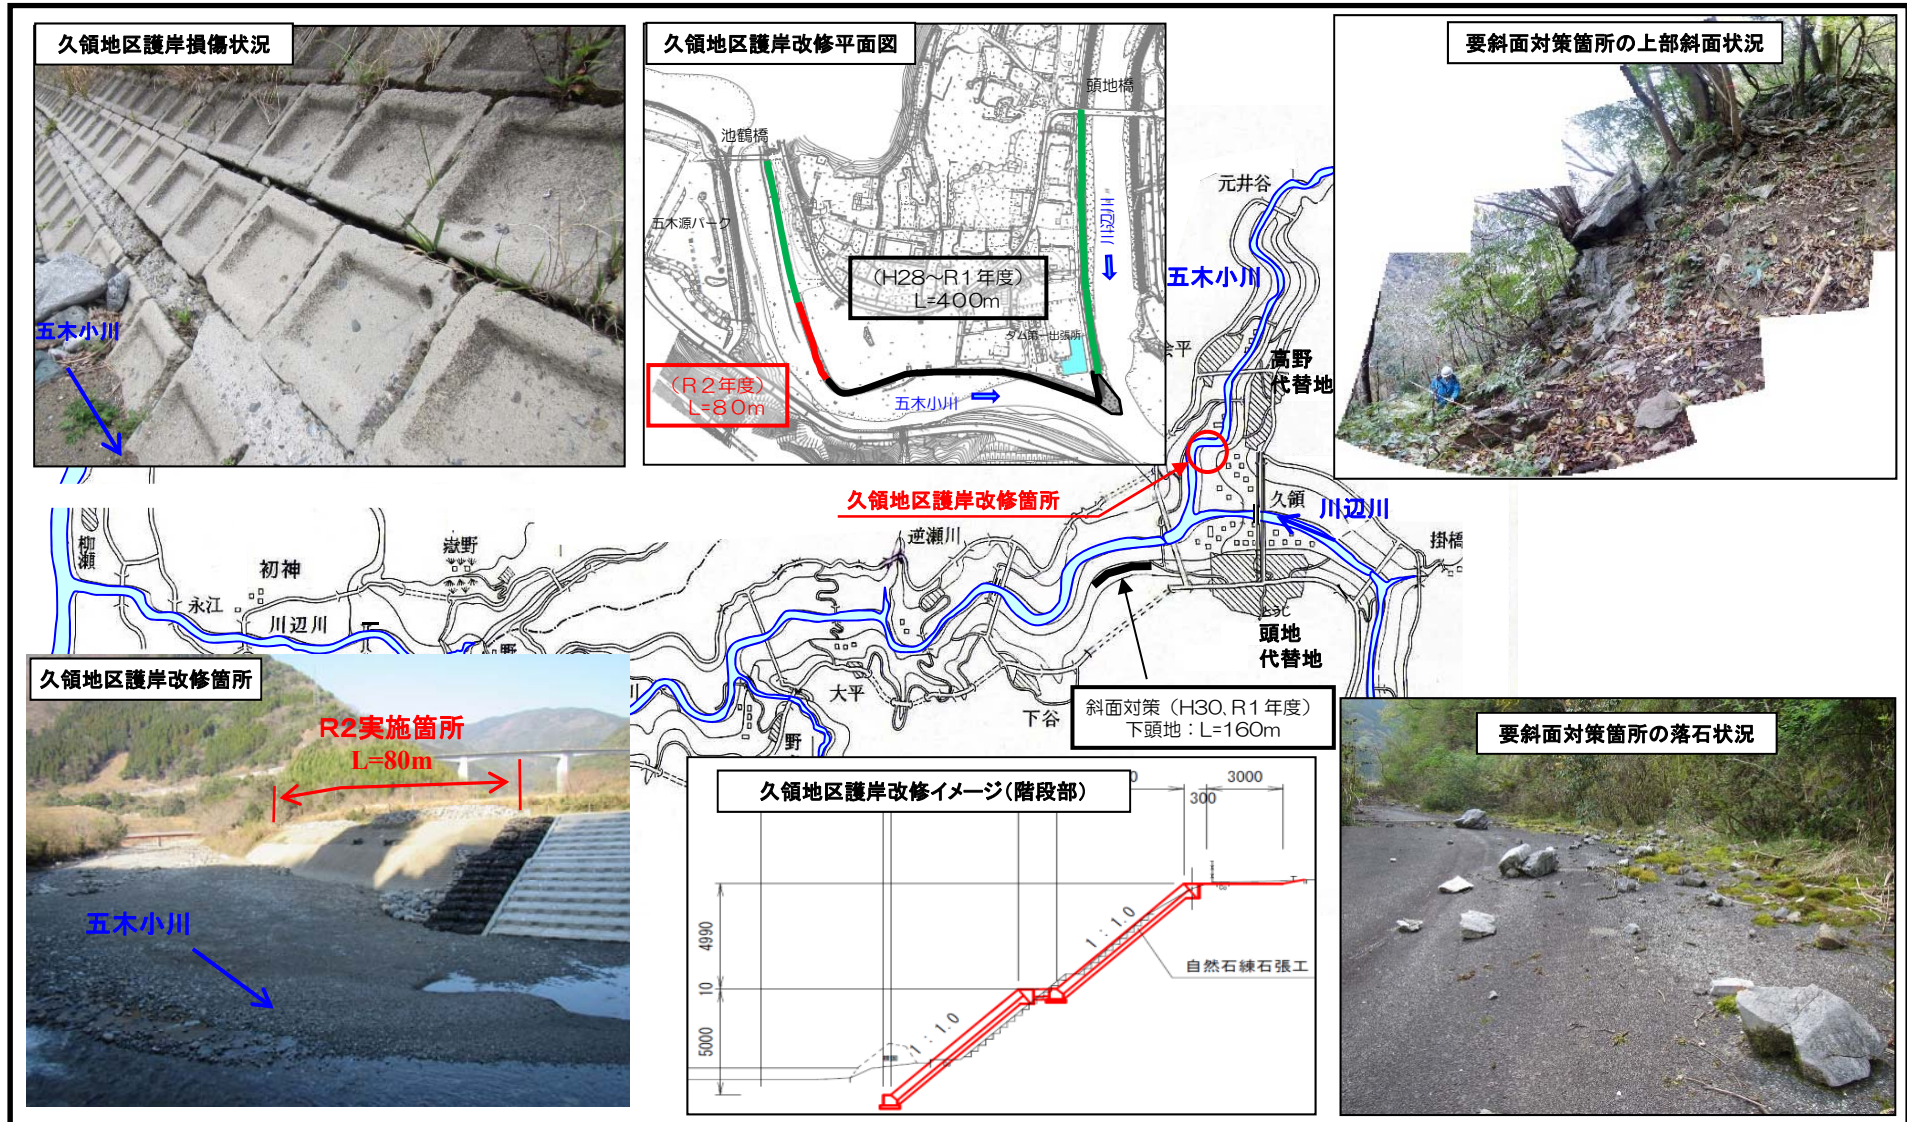 久領地区護岸損傷状況
五木小川
久領地区護岸改修平面図
頭地橋
池鶴橋
五木源パーク
川辺川
(H28~R1年度)
L=400m
ダム第一出張所
(R2年度)
L=80m
五木小川
要斜面対策箇所の上部斜面状況
元井谷
五木小川
会平
高野
代替地
久領地区護岸改修箇所
久領
川辺川
掛橋
逆瀬川
嶽野
柳瀬
初神
永江
川辺川
野
とうじ
頭地
代替地
大平
下谷
野
川
斜面対策(H30、R1年度)
下頭地:L=160m
久領地区護岸改修箇所
R2実施箇所
L=80m
五木小川
久領地区護岸改修イメージ(階段部)
0
3000
300
4990
1:1.0
自然石練石張工
10
5000
1:1.0
要斜面対策箇所の落石状況